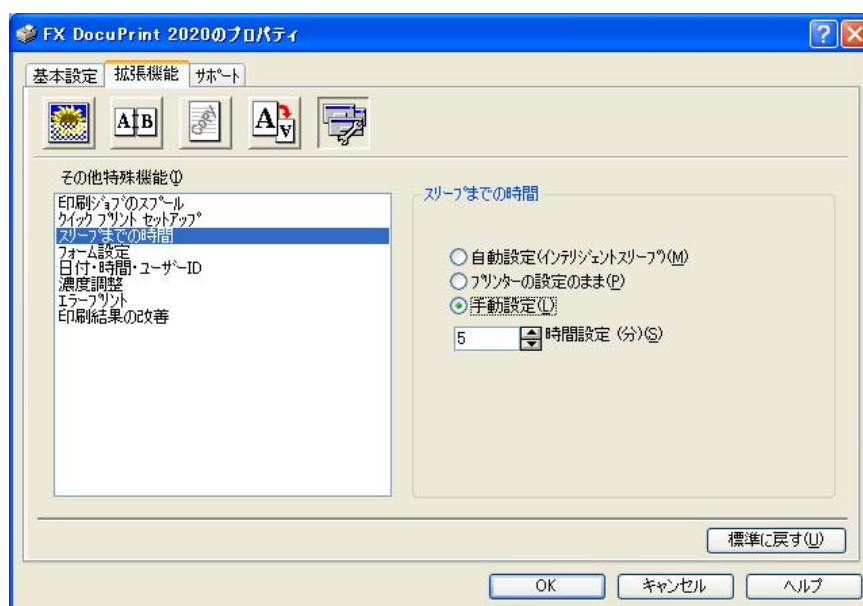 FX DocuPrint 2020のプロパティ
基本設定 拡張機能 サポート
A B Copy A A
その他特殊機能(I)
印刷ジョブのスプール
クイック プリント セットアップ
スリープまでの時間
フォーム設定
日付・時間・ユーザーID
濃度調整
エラープリント
印刷結果の改善
スリープまでの時間
自動設定(インテリジェントスリープ)(M)
プリンターの設定のまま(P)
手動設定(L)
5 時間設定 (分)(S)
標準に戻す(U)
OK キャンセル ヘルプ